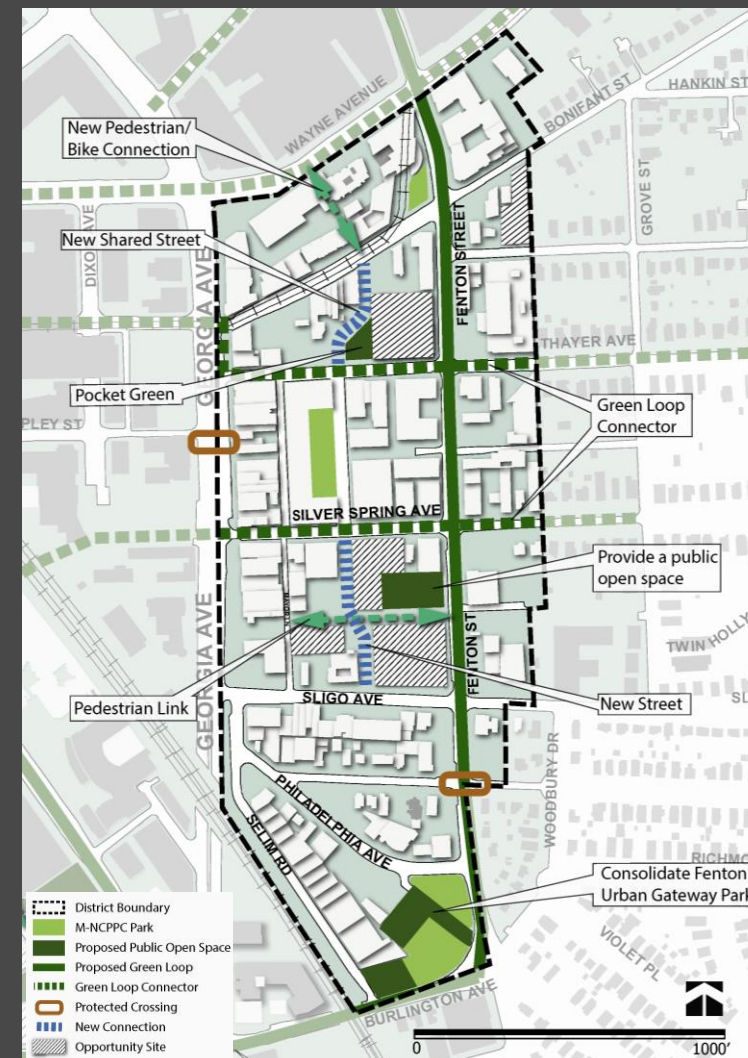 HANKIN ST
BONIFANT ST
WAYNE AVENUE
New Pedestrian/
Bike Connection
GROVE ST
DIXON AVE
GEORGIA AVE
New Shared Street
FENTON STREET
THAYER AVE
Pocket Green
Green Loop
Connector
PLEY ST
SILVER SPRING AVE
Provide a public
open space
GEORGIA AVE
FENTON ST
TWIN HOLLY
Pedestrian Link
SLIGO AVE
New Street
SL
WOODBURY DR
PHILADELPHIA AVE
SELIM RD
RICHMO
Consolidate Fenton
Urban Gateway Park
VIOLET PL
BURLINGTON AVE
District Boundary
M-NCPPC Park
Proposed Public Open Space
Proposed Green Loop
Green Loop Connector
Protected Crossing
New Connection
Opportunity Site
0 1000'